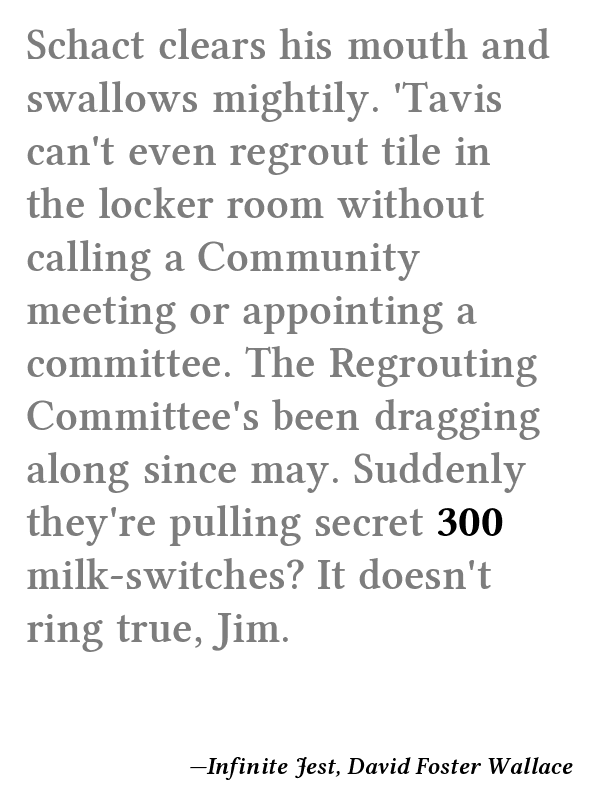 Schact clears his mouth and
swallows mightily. 'Tavis
can't even regrout tile in
the locker room without
calling a Community
meeting or appointing a
committee. The Regrouting
Committee's been dragging
along since may. Suddenly
they're pulling secret 300
milk-switches? It doesn't
ring true, Jim.
—Infinite Jest, David Foster Wallace